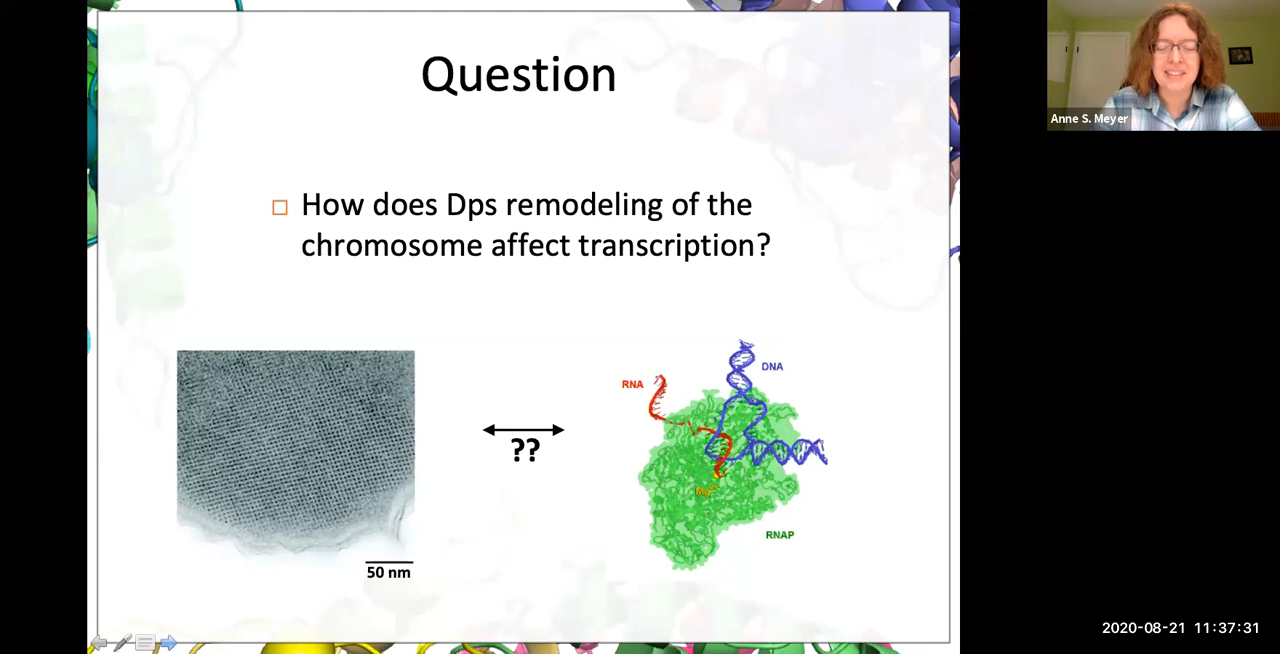 Question
How does Dps remodeling of the
chromosome affect transcription?
RNA
DNA
??
Mg²⁺
RNAP
50 nm
Anne S. Meyer
2020-08-21 11:37:31